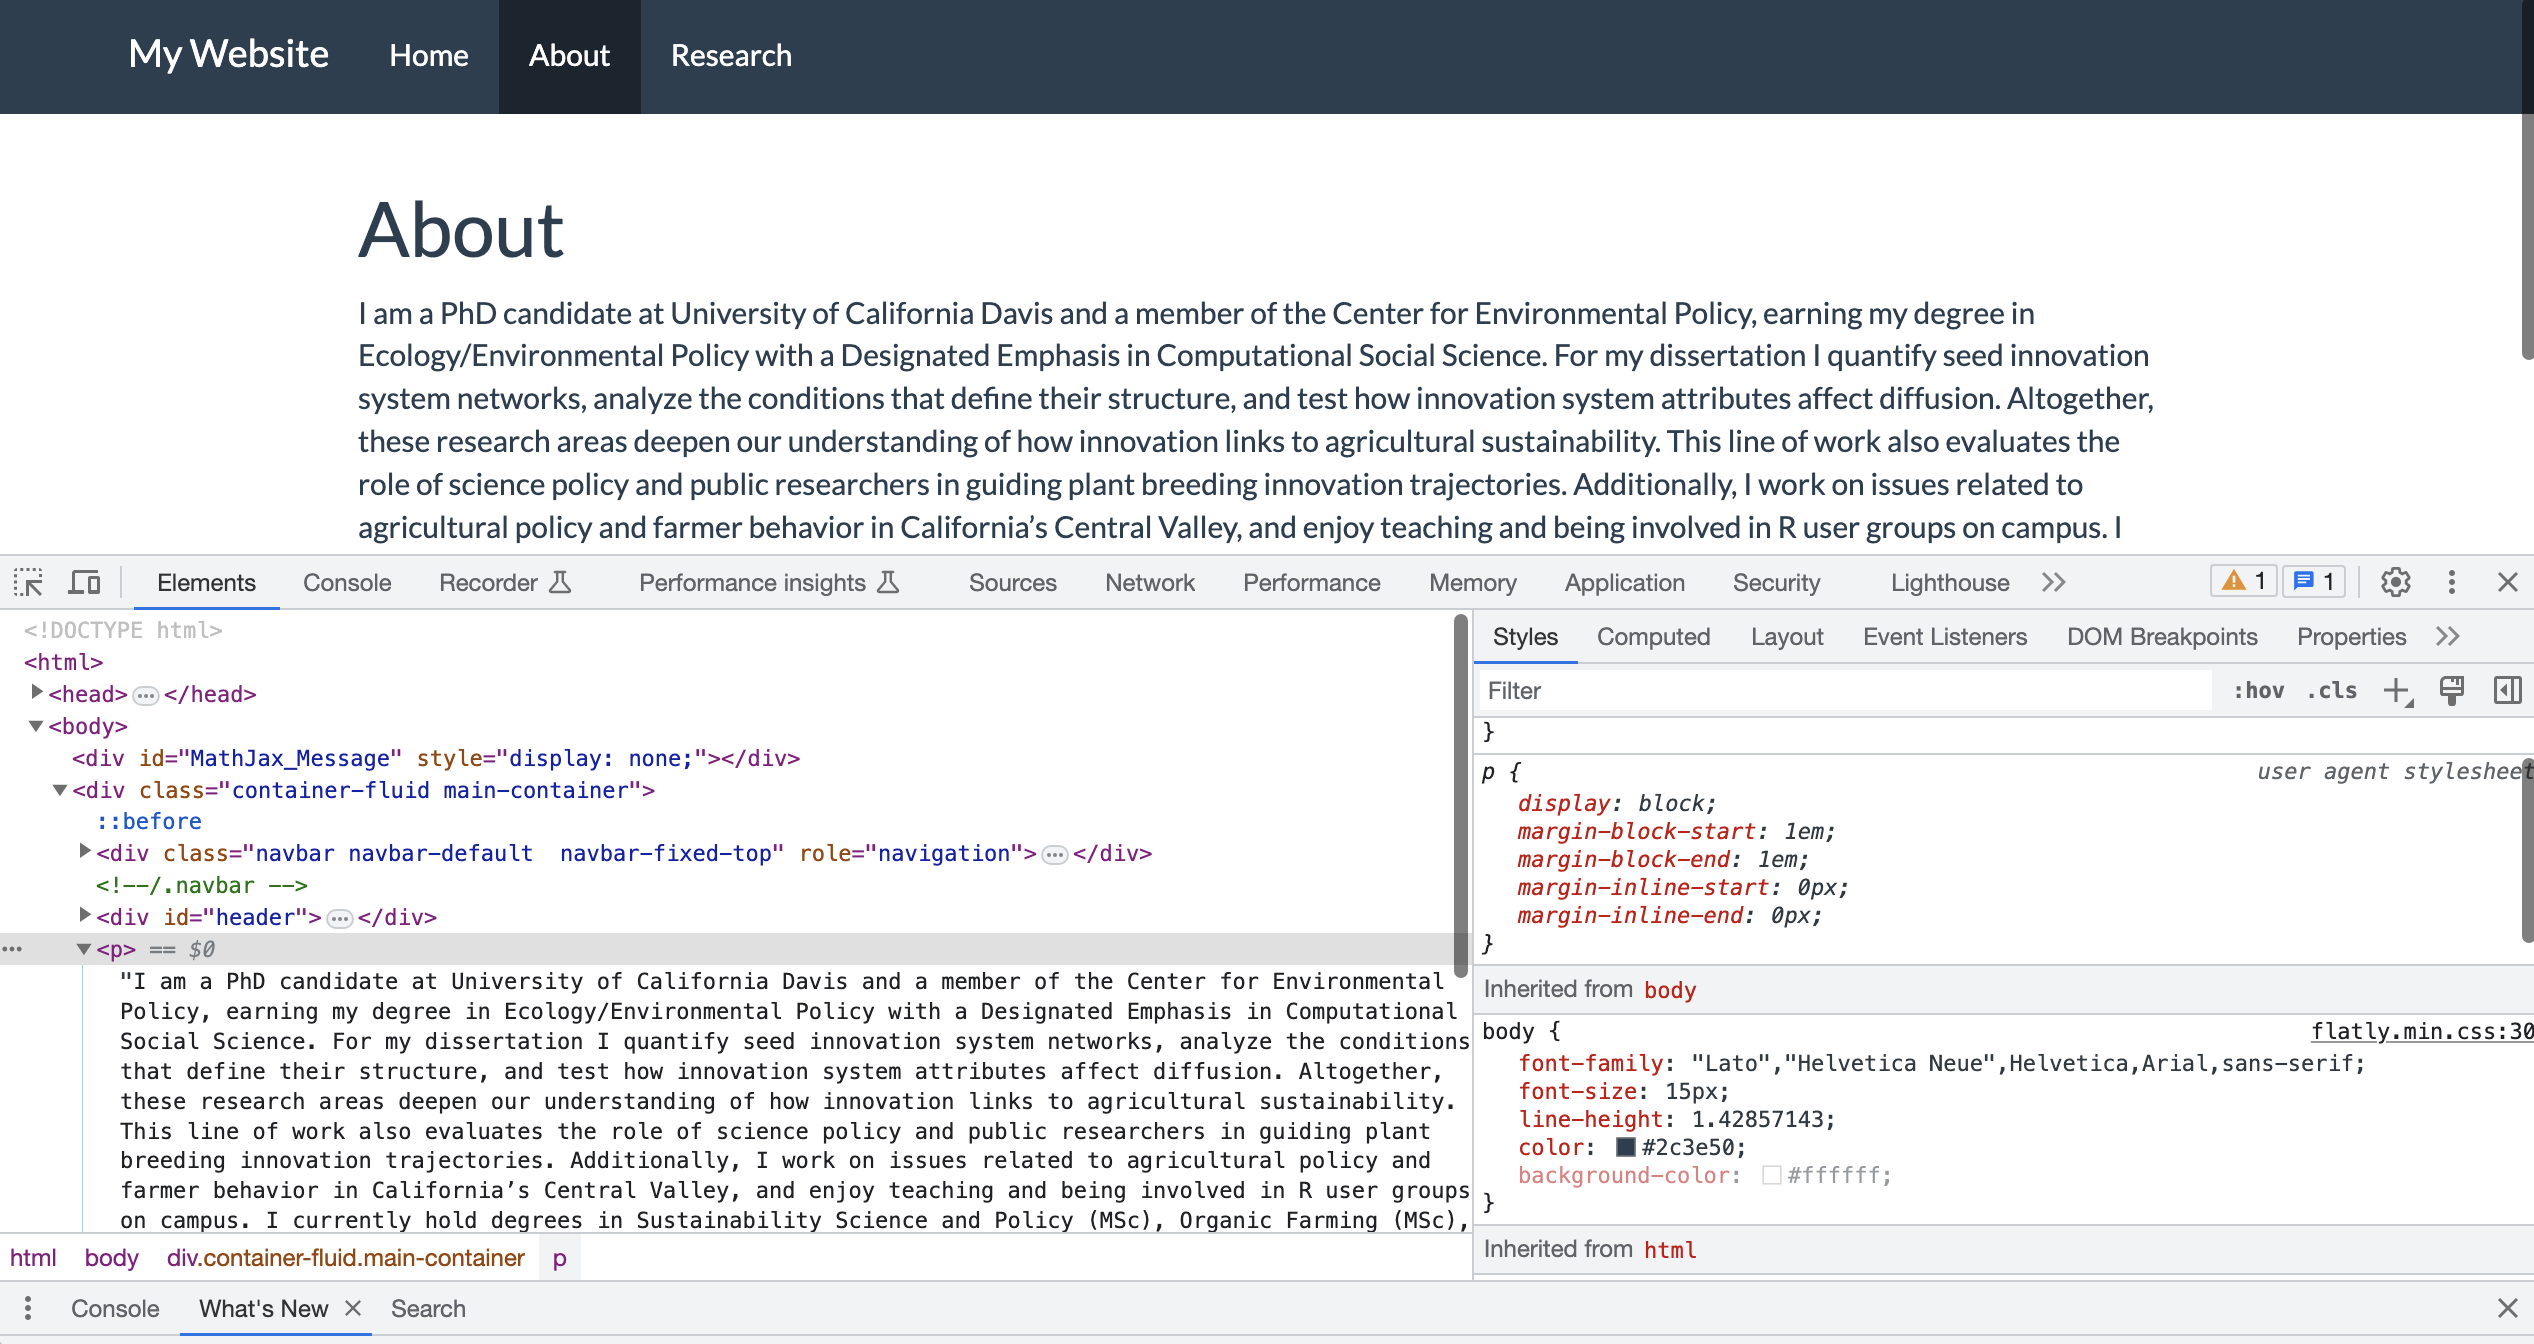 My Website Home About Research
About
I am a PhD candidate at University of California Davis and a member of the Center for Environmental Policy, earning my degree in
Ecology/Environmental Policy with a Designated Emphasis in Computational Social Science. For my dissertation I quantify seed innovation
system networks, analyze the conditions that define their structure, and test how innovation system attributes affect diffusion. Altogether,
these research areas deepen our understanding of how innovation links to agricultural sustainability. This line of work also evaluates the
role of science policy and public researchers in guiding plant breeding innovation trajectories. Additionally, I work on issues related to
agricultural policy and farmer behavior in California’s Central Valley, and enjoy teaching and being involved in R user groups on campus. I
Elements Console Recorder Performance insights Sources Network Performance Memory Application Security Lighthouse 1 1
<!DOCTYPE html>
<html>
<head>…</head>
<body>
<div id="MathJax_Message" style="display: none;"></div>
<div class="container-fluid main-container">
::before
<div class="navbar navbar-default  navbar-fixed-top" role="navigation">…</div>
<!--/.navbar -->
<div id="header">…</div>
<p> == $0
"I am a PhD candidate at University of California Davis and a member of the Center for Environmental
Policy, earning my degree in Ecology/Environmental Policy with a Designated Emphasis in Computational
Social Science. For my dissertation I quantify seed innovation system networks, analyze the conditions
that define their structure, and test how innovation system attributes affect diffusion. Altogether,
these research areas deepen our understanding of how innovation links to agricultural sustainability.
This line of work also evaluates the role of science policy and public researchers in guiding plant
breeding innovation trajectories. Additionally, I work on issues related to agricultural policy and
farmer behavior in California’s Central Valley, and enjoy teaching and being involved in R user groups
on campus. I currently hold degrees in Sustainability Science and Policy (MSc), Organic Farming (MSc),
html body div.container-fluid.main-container p
Styles Computed Layout Event Listeners DOM Breakpoints Properties
Filter :hov .cls
}
p { user agent stylesheet
display: block;
margin-block-start: 1em;
margin-block-end: 1em;
margin-inline-start: 0px;
margin-inline-end: 0px;
}
Inherited from body
body { flatly.min.css:30
font-family: "Lato","Helvetica Neue",Helvetica,Arial,sans-serif;
font-size: 15px;
line-height: 1.42857143;
color: #2c3e50;
background-color: #ffffff;
}
Inherited from html
Console What's New Search